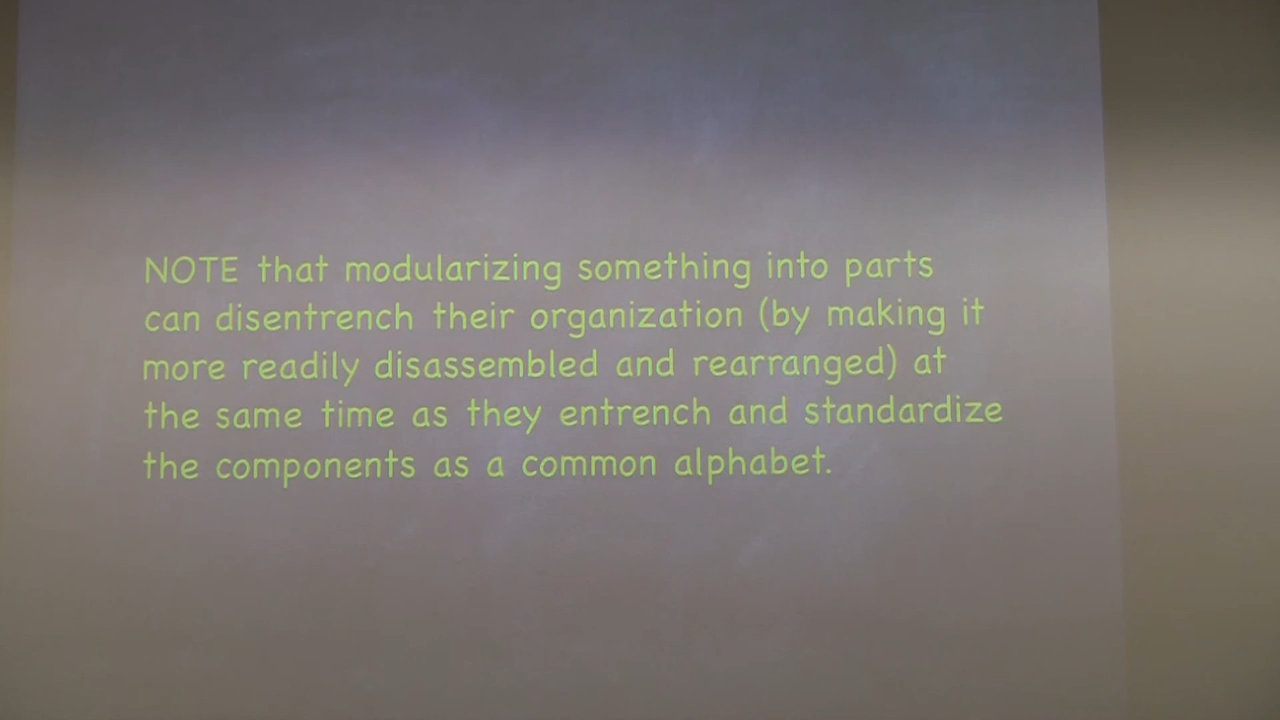 NOTE that modularizing something into parts
can disentrench their organization (by making it
more readily disassembled and rearranged) at
the same time as they entrench and standardize
the components as a common alphabet.